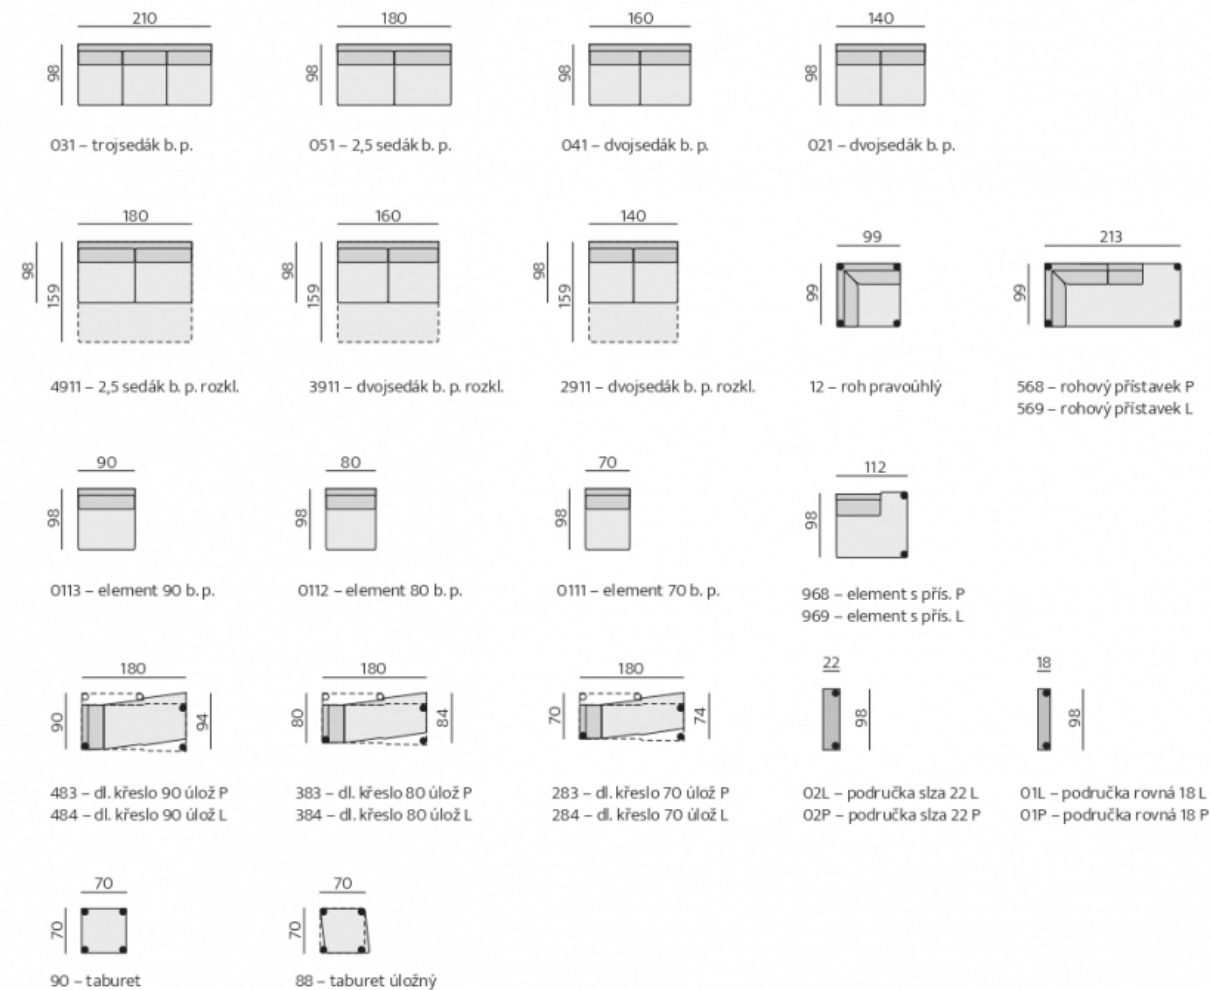 210
180
160
140
98
98
98
98
031 – trojsedák b. p.
051 – 2,5 sedák b. p.
041 – dvojsedák b. p.
021 – dvojsedák b. p.
180
160
140
99
213
98
159
98
159
98
159
99
99
4911 – 2,5 sedák b. p. rozkl.
3911 – dvojsedák b. p. rozkl.
2911 – dvojsedák b. p. rozkl.
12 – roh pravoúhlý
568 – rohový přístavek P
569 – rohový přístavek L
90
80
70
112
98
98
98
98
0113 – element 90 b. p.
0112 – element 80 b. p.
0111 – element 70 b. p.
968 – element s přís. P
969 – element s přís. L
180
180
180
22
18
90
94
80
84
70
74
98
98
483 – dl. křeslo 90 úlož P
484 – dl. křeslo 90 úlož L
383 – dl. křeslo 80 úlož P
384 – dl. křeslo 80 úlož L
283 – dl. křeslo 70 úlož P
284 – dl. křeslo 70 úlož L
02L – područka slza 22 L
02P – područka slza 22 P
01L – područka rovná 18 L
01P – područka rovná 18 P
70
70
70
70
90 – taburet
88 – taburet úložný